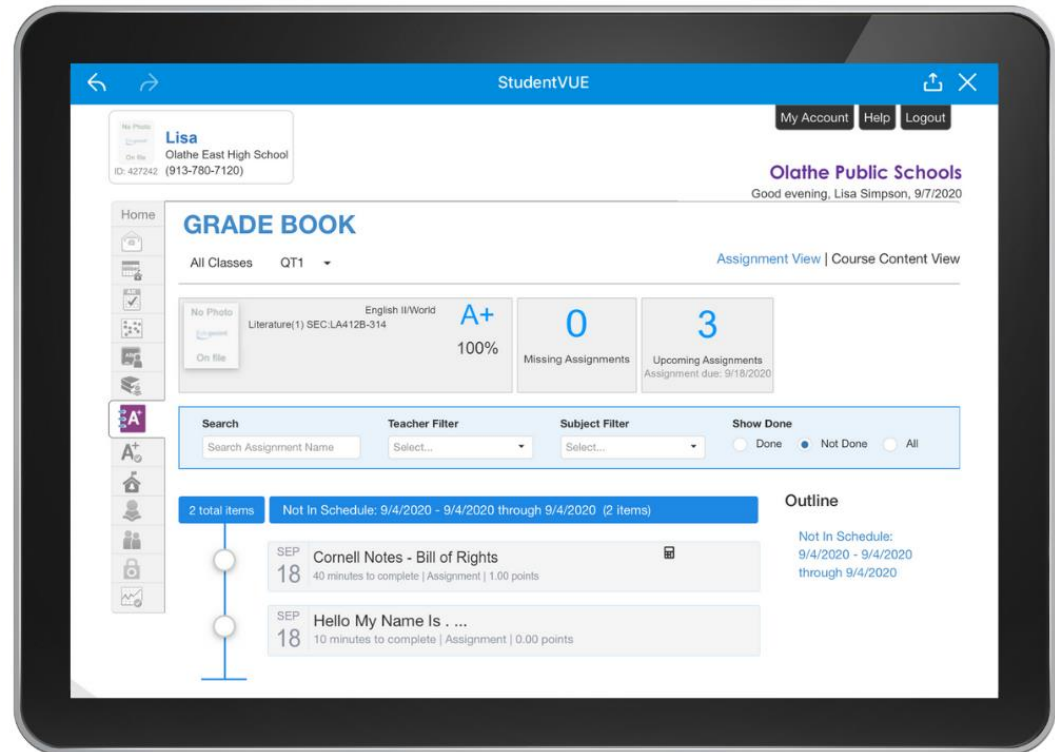 StudentVUE
My Account Help Logout
No Photo
On file
Lisa
Olathe East High School
ID: 427242 (913-780-7120)
Olathe Public Schools
Good evening, Lisa Simpson, 9/7/2020
Home
GRADE BOOK
All Classes QT1
Assignment View | Course Content View
No Photo
On file
English II/World
Literature(1) SEC:LA412B-314
A+
100%
0
Missing Assignments
3
Upcoming Assignments
Assignment due: 9/18/2020
A+
A+
Search Teacher Filter Subject Filter Show Done
Search Assignment Name Select... Select... Done Not Done All
2 total items Not In Schedule: 9/4/2020 - 9/4/2020 through 9/4/2020 (2 items)
Outline
Not In Schedule:
9/4/2020 - 9/4/2020
through 9/4/2020
SEP
18
Cornell Notes - Bill of Rights
40 minutes to complete | Assignment | 1.00 points
SEP
18
Hello My Name Is . ...
10 minutes to complete | Assignment | 0.00 points